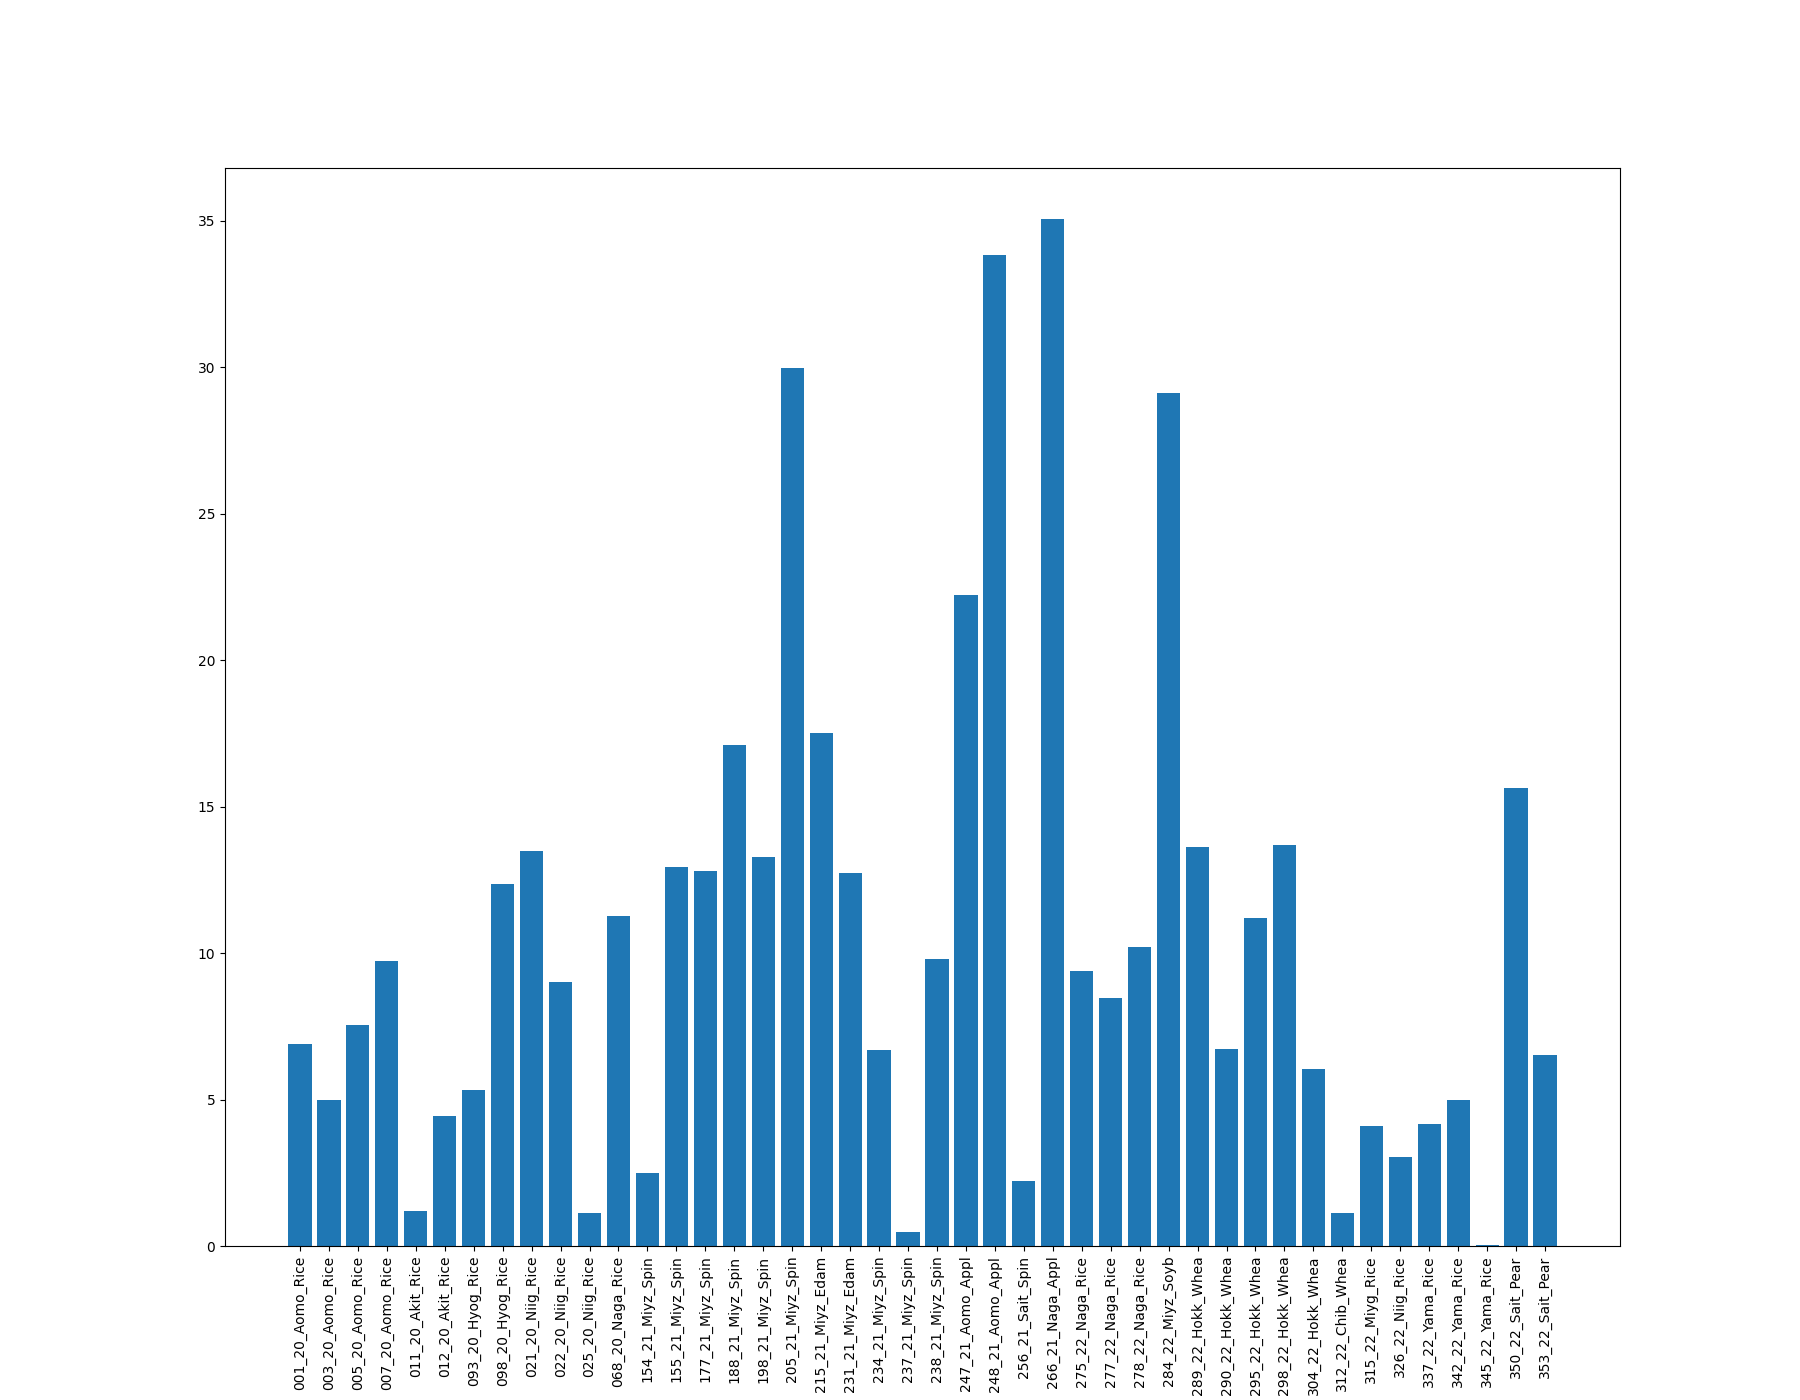 35
30
25
20
15
10
5
0
001_20_Aomo_Rice
003_20_Aomo_Rice
005_20_Aomo_Rice
007_20_Aomo_Rice
011_20_Akit_Rice
012_20_Akit_Rice
093_20_Hyog_Rice
098_20_Hyog_Rice
021_20_Niig_Rice
022_20_Niig_Rice
025_20_Niig_Rice
068_20_Naga_Rice
154_21_Miyz_Spin
155_21_Miyz_Spin
177_21_Miyz_Spin
188_21_Miyz_Spin
198_21_Miyz_Spin
205_21_Miyz_Spin
215_21_Miyz_Edam
231_21_Miyz_Edam
234_21_Miyz_Spin
237_21_Miyz_Spin
238_21_Miyz_Spin
247_21_Aomo_Appl
248_21_Aomo_Appl
256_21_Sait_Spin
266_21_Naga_Appl
275_22_Naga_Rice
277_22_Naga_Rice
278_22_Naga_Rice
284_22_Miyz_Soyb
289_22_Hokk_Whea
290_22_Hokk_Whea
295_22_Hokk_Whea
298_22_Hokk_Whea
304_22_Hokk_Whea
312_22_Chib_Whea
315_22_Miyg_Rice
326_22_Niig_Rice
337_22_Yama_Rice
342_22_Yama_Rice
345_22_Yama_Rice
350_22_Sait_Pear
353_22_Sait_Pear